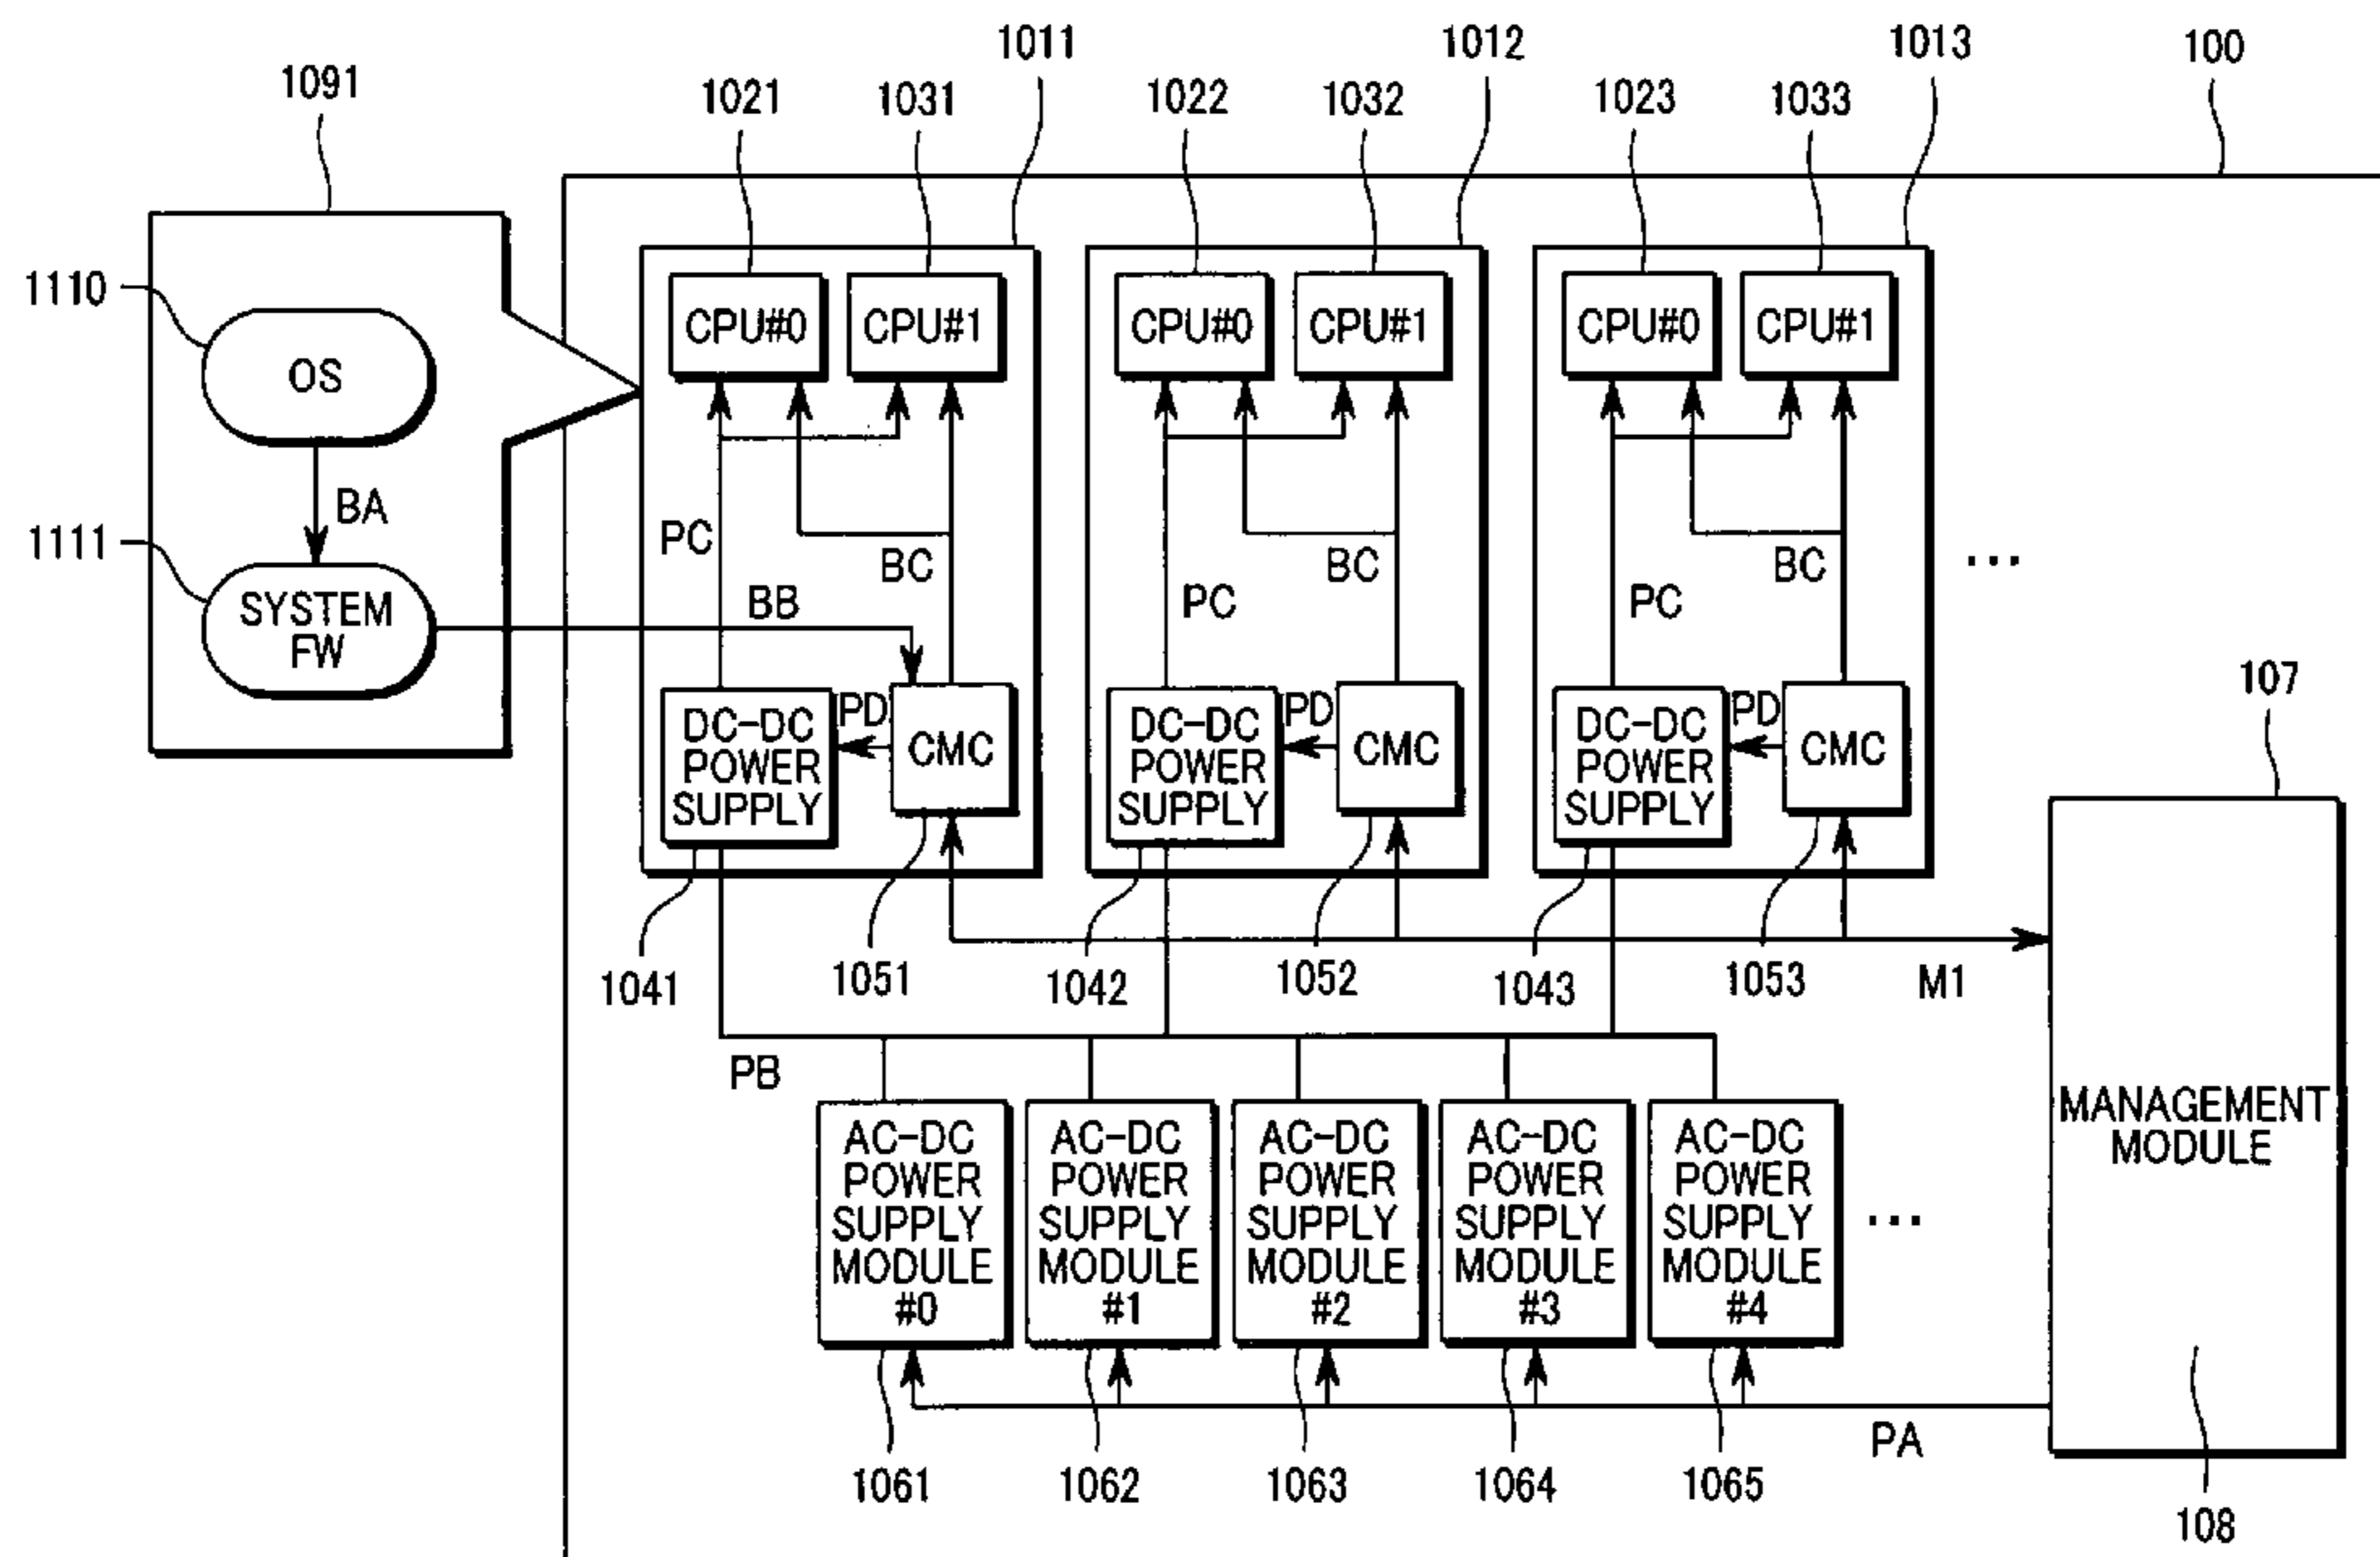 1011
1012
1013
100
1091
1021
1031
1022
1032
1023
1033
1110
OS
BA
1111
SYSTEM
FW
CPU#0
CPU#1
CPU#0
CPU#1
CPU#0
CPU#1
PC
BC
BB
PC
BC
PC
BC
...
DC-DC
POWER
SUPPLY
PD
CMC
DC-DC
POWER
SUPPLY
PD
CMC
DC-DC
POWER
SUPPLY
PD
CMC
107
1041
1051
1042
1052
1043
1053
M1
PB
MANAGEMENT
MODULE
AC-DC
POWER
SUPPLY
MODULE
#0
AC-DC
POWER
SUPPLY
MODULE
#1
AC-DC
POWER
SUPPLY
MODULE
#2
AC-DC
POWER
SUPPLY
MODULE
#3
AC-DC
POWER
SUPPLY
MODULE
#4
...
PA
1061
1062
1063
1064
1065
108